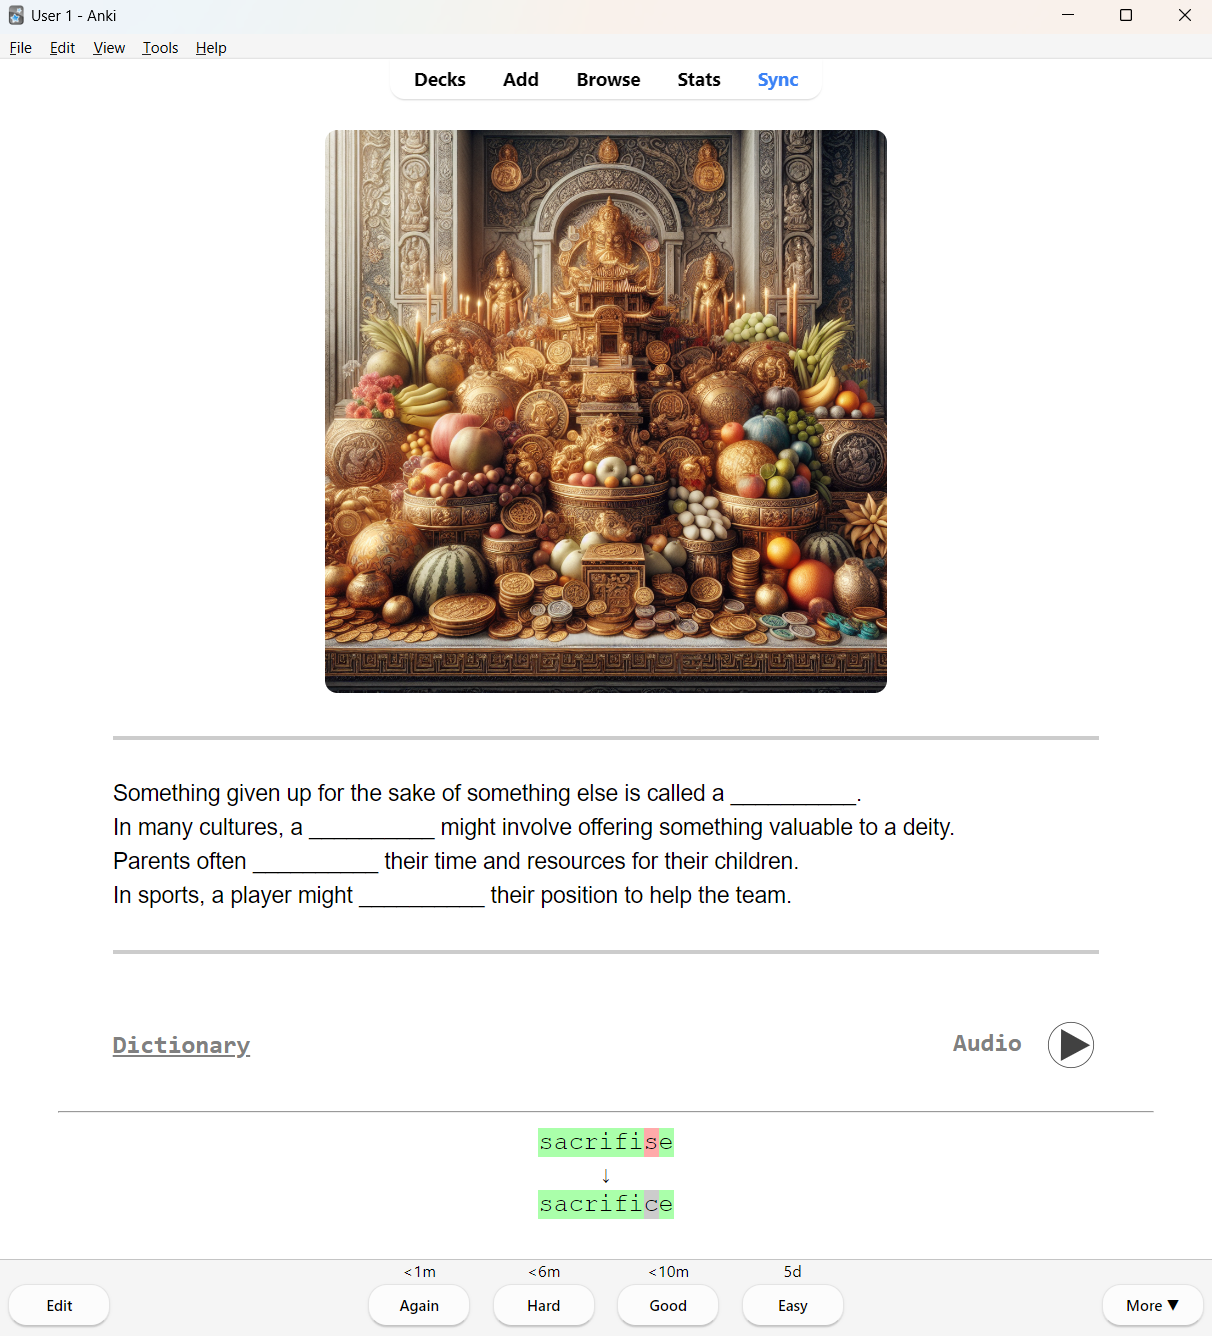 User 1 - Anki
File Edit View Tools Help
Decks Add Browse Stats Sync
Something given up for the sake of something else is called a __________.
In many cultures, a __________ might involve offering something valuable to a deity.
Parents often __________ their time and resources for their children.
In sports, a player might __________ their position to help the team.
Dictionary Audio
sacrifise
↓
sacrifice
<1m <6m <10m 5d
Edit Again Hard Good Easy More ▼